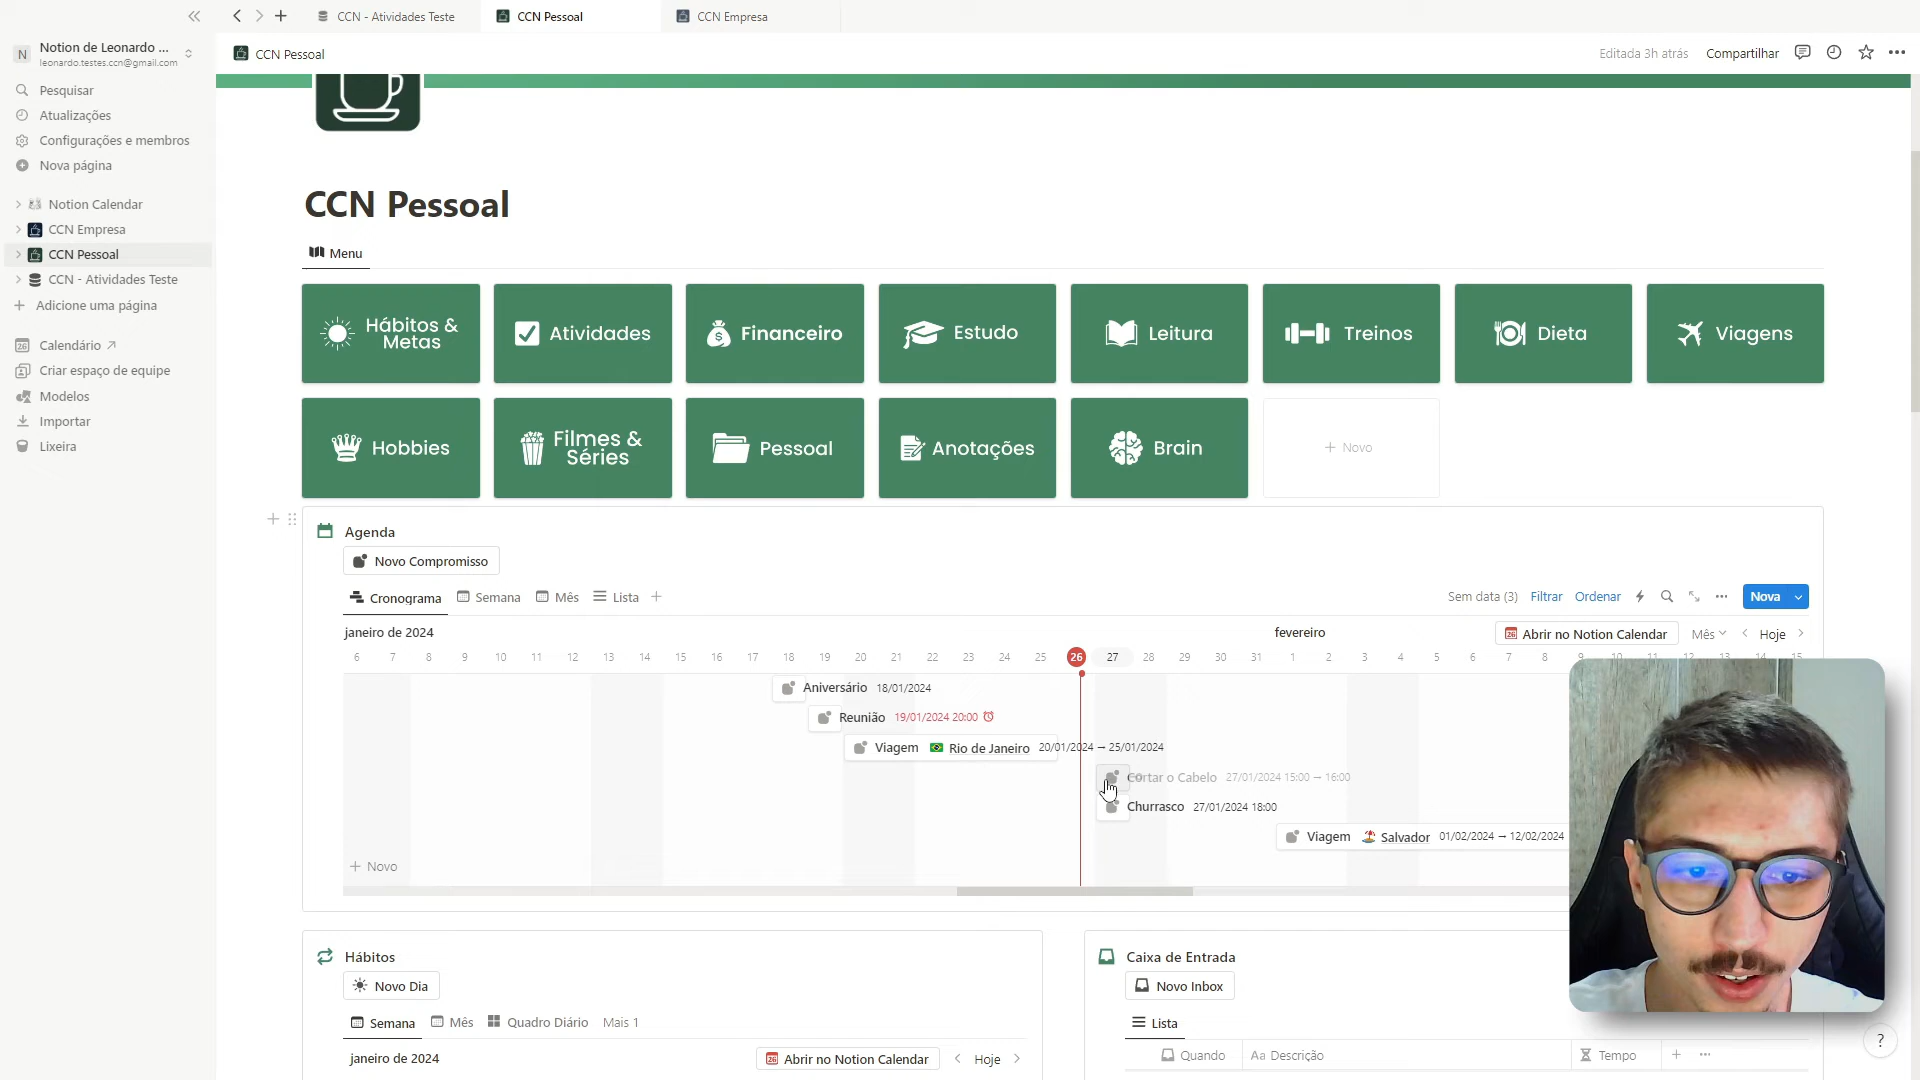 CCN - Atividades Teste
CCN Pessoal
CCN Empresa
N
Notion de Leonardo ...
leonardo.testes.ccn@gmail.com
CCN Pessoal
Editada 3h atrás
Compartilhar
Pesquisar
Atualizações
Configurações e membros
Nova página
Notion Calendar
CCN Empresa
CCN Pessoal
CCN - Atividades Teste
Adicione uma página
Calendário
Criar espaço de equipe
Modelos
Importar
Lixeira
CCN Pessoal
Menu
Hábitos &
Metas
Atividades
Financeiro
Estudo
Leitura
Treinos
Dieta
Viagens
Hobbies
Filmes &
Séries
Pessoal
Anotações
Brain
+ Novo
Agenda
Novo Compromisso
Cronograma Semana Mês Lista +
Sem data (3) Filtrar Ordenar Nova
janeiro de 2024 fevereiro Abrir no Notion Calendar Mês Hoje
6 7 8 9 10 11 12 13 14 15 16 17 18 19 20 21 22 23 24 25 26 27 28 29 30 31 1 2 3 4 5 6 7 8 9 10 11 12 13 14 15
Aniversário 18/01/2024
Reunião 19/01/2024 20:00
Viagem Rio de Janeiro 20/01/2024 → 25/01/2024
Cortar o Cabelo 27/01/2024 15:00 → 16:00
Churrasco 27/01/2024 18:00
Viagem Salvador 01/02/2024 → 12/02/2024
+ Novo
Hábitos
Novo Dia
Semana Mês Quadro Diário Mais 1
janeiro de 2024 Abrir no Notion Calendar Hoje
Caixa de Entrada
Novo Inbox
Lista
Quando Aa Descrição Tempo + ...
?